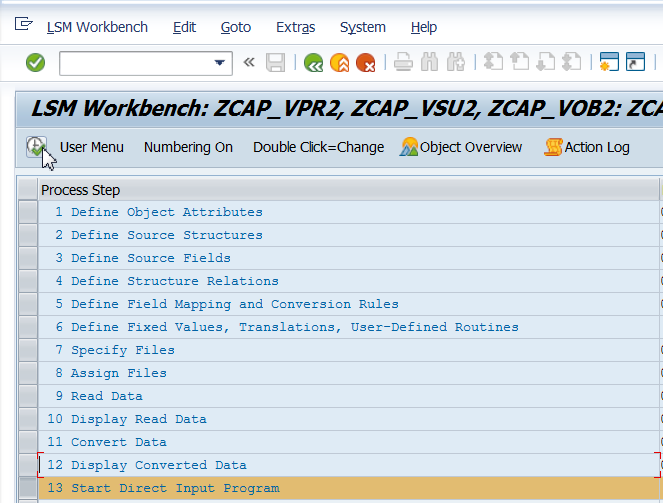 LSM Workbench Edit Goto Extras System Help
LSM Workbench: ZCAP_VPR2, ZCAP_VSU2, ZCAP_VOB2: ZCA
User Menu Numbering On Double Click=Change Object Overview Action Log
Process Step
1 Define Object Attributes
2 Define Source Structures
3 Define Source Fields
4 Define Structure Relations
5 Define Field Mapping and Conversion Rules
6 Define Fixed Values, Translations, User-Defined Routines
7 Specify Files
8 Assign Files
9 Read Data
10 Display Read Data
11 Convert Data
12 Display Converted Data
13 Start Direct Input Program